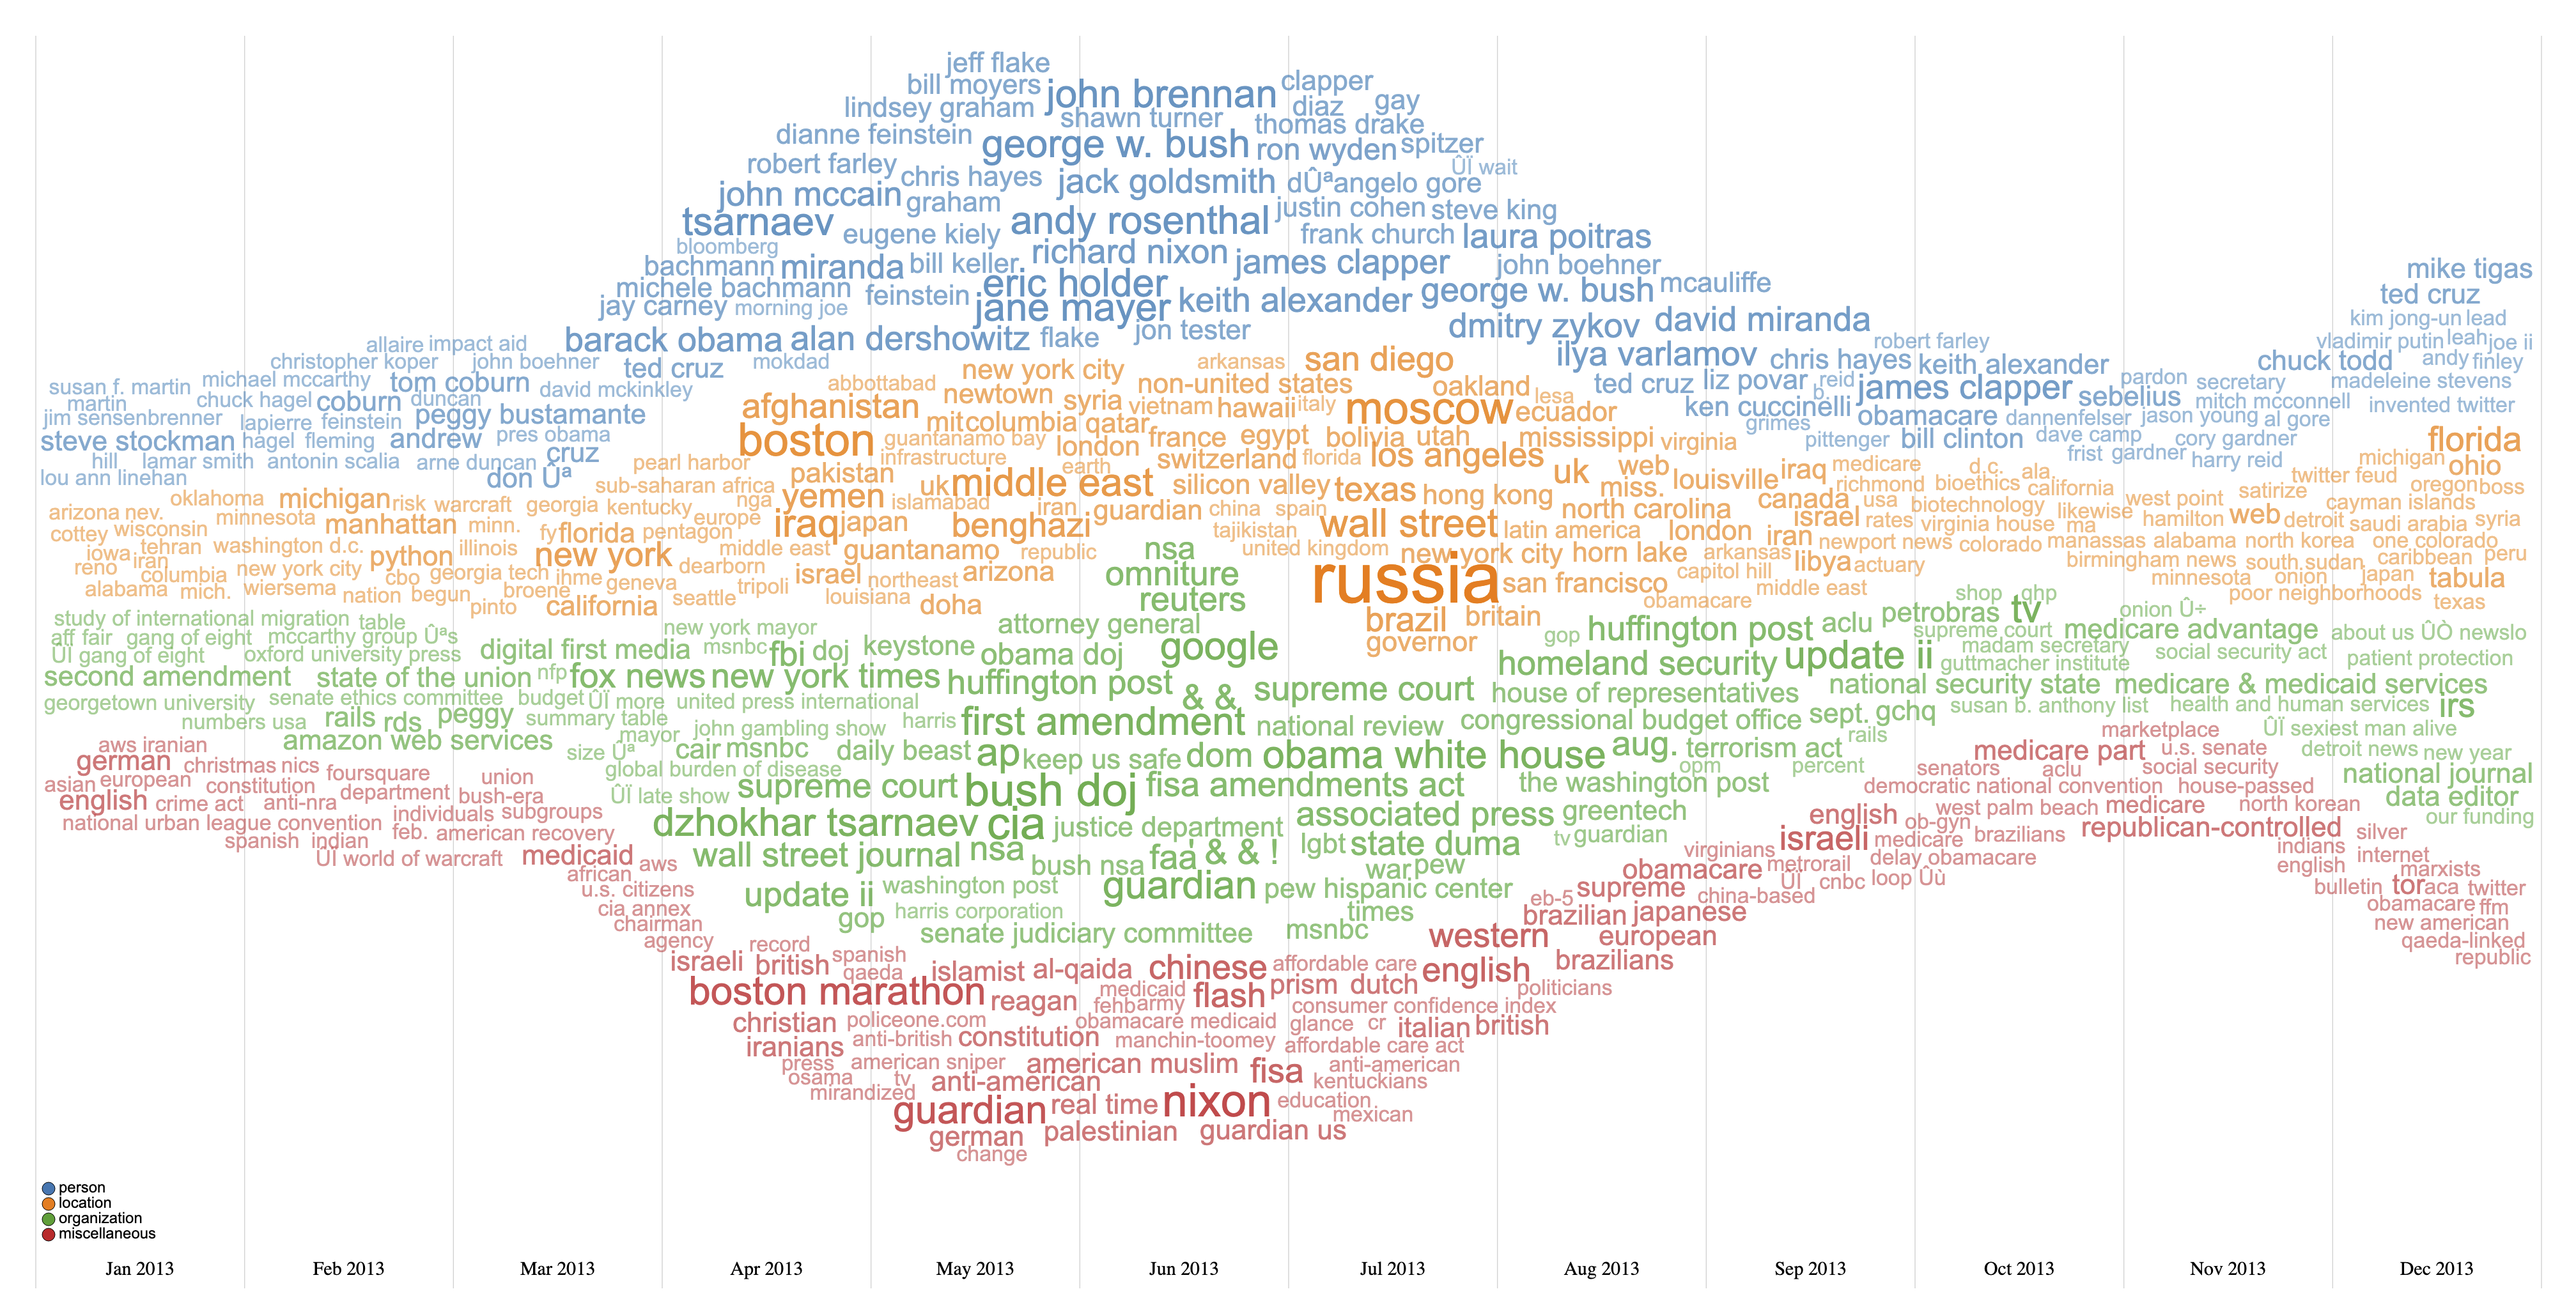 jeff flake
bill moyers john brennan clapper
lindsey graham shawn turner diaz gay
dianne feinstein george w. bush thomas drake ron wyden spitzer
robert farley chris hayes jack goldsmith dÛªangelo gore ÛÏ wait
john mccain graham justin cohen steve king
tsarnaev eugene kiely andy rosenthal frank church laura poitras
bloomberg richard nixon
bachmann miranda bill keller james clapper john boehner
michele bachmann feinstein eric holder george w. bush mcauliffe mike tigas
jay carney morning joe jane mayer keith alexander ted cruz
barack obama alan dershowitz flake jon tester dmitry zykov david miranda kim jong-un lead
allaire impact aid robert farley vladimir putin leah joe ii
christopher koper john boehner ted cruz mokdad ilya varlamov chris hayes keith alexander chuck todd andy finley
susan f. martin michael mccarthy tom coburn david mckinkley ted cruz liz povar reid james clapper pardon secretary madeleine stevens
martin chuck hagel coburn duncan b. sebelius mitch mcconnell invented twitter
jim sensenbrenner lapierre feinstein peggy bustamante ken cuccinelli grimes obamacare dannenfelser jason young al gore
steve stockman hagel fleming andrew pres obama pittenger bill clinton dave camp cory gardner
hill lamar smith antonin scalia arne duncan cruz frist gardner harry reid
lou ann linehan don Ûª
new york city arkansas san diego
abbottabad newtown non-united states oakland lesa
afghanistan syria vietnam hawaii italy moscow ecuador
boston mit columbia qatar france egypt bolivia utah mississippi virginia florida
guantanamo bay infrastructure london switzerland florida los angeles
pearl harbor pakistan earth uk web louisville iraq medicare d.c. ala. michigan ohio
sub-saharan africa uk middle east silicon valley texas hong kong miss. richmond bioethics california twitter feud oregon boss
oklahoma michigan risk warcraft georgia kentucky nga yemen islamabad iran guardian china spain north carolina canada usa biotechnology west point satirize cayman islands
arizona nev. minnesota manhattan minn. europe iraq japan benghazi tajikistan wall street latin america israel rates virginia house likewise ma hamilton web detroit saudi arabia syria
cottey wisconsin fy florida pentagon london iran newport news colorado manassas alabama north korea one colorado
iowa tehran washington d.c. python illinois new york middle east guantanamo republic united kingdom new york city horn lake arkansas libya birmingham news south sudan caribbean peru
reno iran columbia new york city cbo georgia tech ihme geneva dearborn tripoli israel northeast arizona russia san francisco capitol hill actuary minnesota onion japan tabula
alabama mich. wiersema nation begun broene pinto california seattle louisiana doha obamacare middle east poor neighborhoods texas
brazil britain
governor
nsa
omniture
reuters shop qhp
study of international migration table new york mayor attorney general aclu petrobras tv onion Û÷
aff fair gang of eight mccarthy group Ûªs gop huffington post supreme court medicare advantage about us ÛÒ newslo
ÛÏ gang of eight oxford university press digital first media msnbc fbi doj keystone obama doj google homeland security update ii madam secretary guttmacher institute social security act patient protection
second amendment state of the union nfp fox news new york times huffington post & & supreme court house of representatives national security state medicare & medicaid services
georgetown university senate ethics committee budget ÛÏ more united press international susan b. anthony list health and human services irs
numbers usa rails rds peggy summary table john gambling show harris first amendment national review congressional budget office sept. gchq
amazon web services size Ûª mayor cair msnbc daily beast ap keep us safe dom obama white house aug. terrorism act rails ÛÏ sexiest man alive
global burden of disease opm percent detroit news new year
ÛÏ late show supreme court bush doj fisa amendments act the washington post national journal
dzhokhar tsarnaev cia justice department associated press greentech data editor
wall street journal nsa bush nsa faa & & ! lgbt state duma tv guardian our funding
update ii washington post guardian pew hispanic center war pew
gop harris corporation times
senate judiciary committee msnbc
aws iranian marketplace
german christmas nics medicare part u.s. senate
asian european constitution foursquare union senators aclu social security
english crime act anti-nra department bush-era democratic national convention house-passed
national urban league convention individuals subgroups english west palm beach medicare north korean
spanish indian feb. american recovery israeli ob-gyn medicare brazilians republican-controlled silver
ÛÏ world of warcraft medicaid virginians delay obamacare indians internet
african aws obamacare metrorail english marxists
u.s. citizens supreme ÛÏ cnbc loop Ûù bulletin tor aca twitter
cia annex eb-5 china-based obamacare ffm
chairman brazilian japanese new american
agency record western european qaeda-linked
israeli british spanish qaeda islamist al-qaida chinese affordable care english brazilians republic
boston marathon reagan medicaid fehb army flash prism dutch politicians
christian policeone.com obamacare medicaid consumer confidence index
iranians anti-british constitution manchin-toomey glance cr italian british
press american sniper american muslim affordable care act
osama tv anti-american fisa anti-american
mirandized kentuckians
guardian real time nixon education mexican
german palestinian guardian us
change
person
location
organization
miscellaneous
Jan 2013 Feb 2013 Mar 2013 Apr 2013 May 2013 Jun 2013 Jul 2013 Aug 2013 Sep 2013 Oct 2013 Nov 2013 Dec 2013